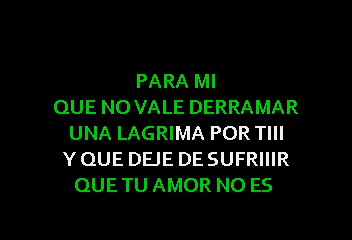 PARA MI
QUE NO VALE DERRAMAR
UNA LAGRIMA POR TIII
Y QUE DEJE DE SUFRIIIR
QUE TU AMOR NO ES